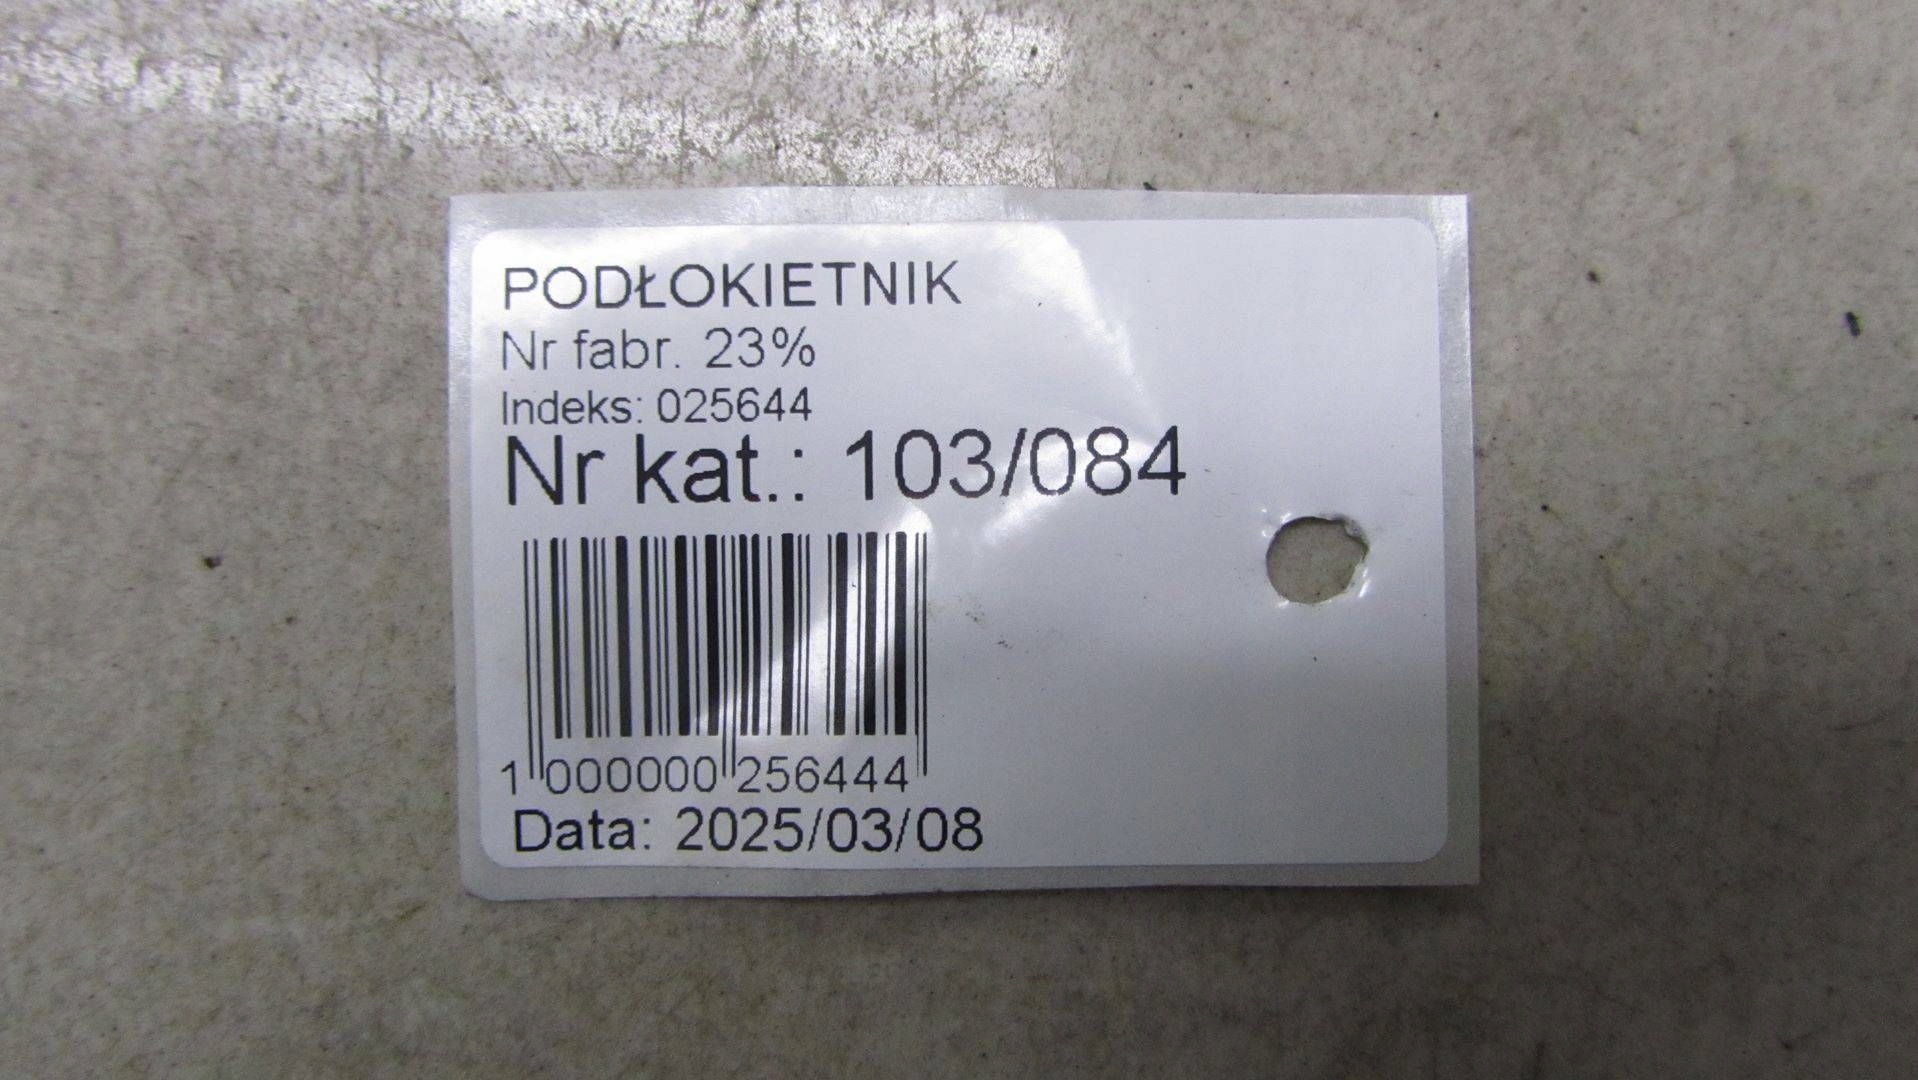 PODŁOKIETNIK
Nr fabr. 23%
Indeks: 025644
Nr kat.: 103/084
1 000000 256444
Data: 2025/03/08